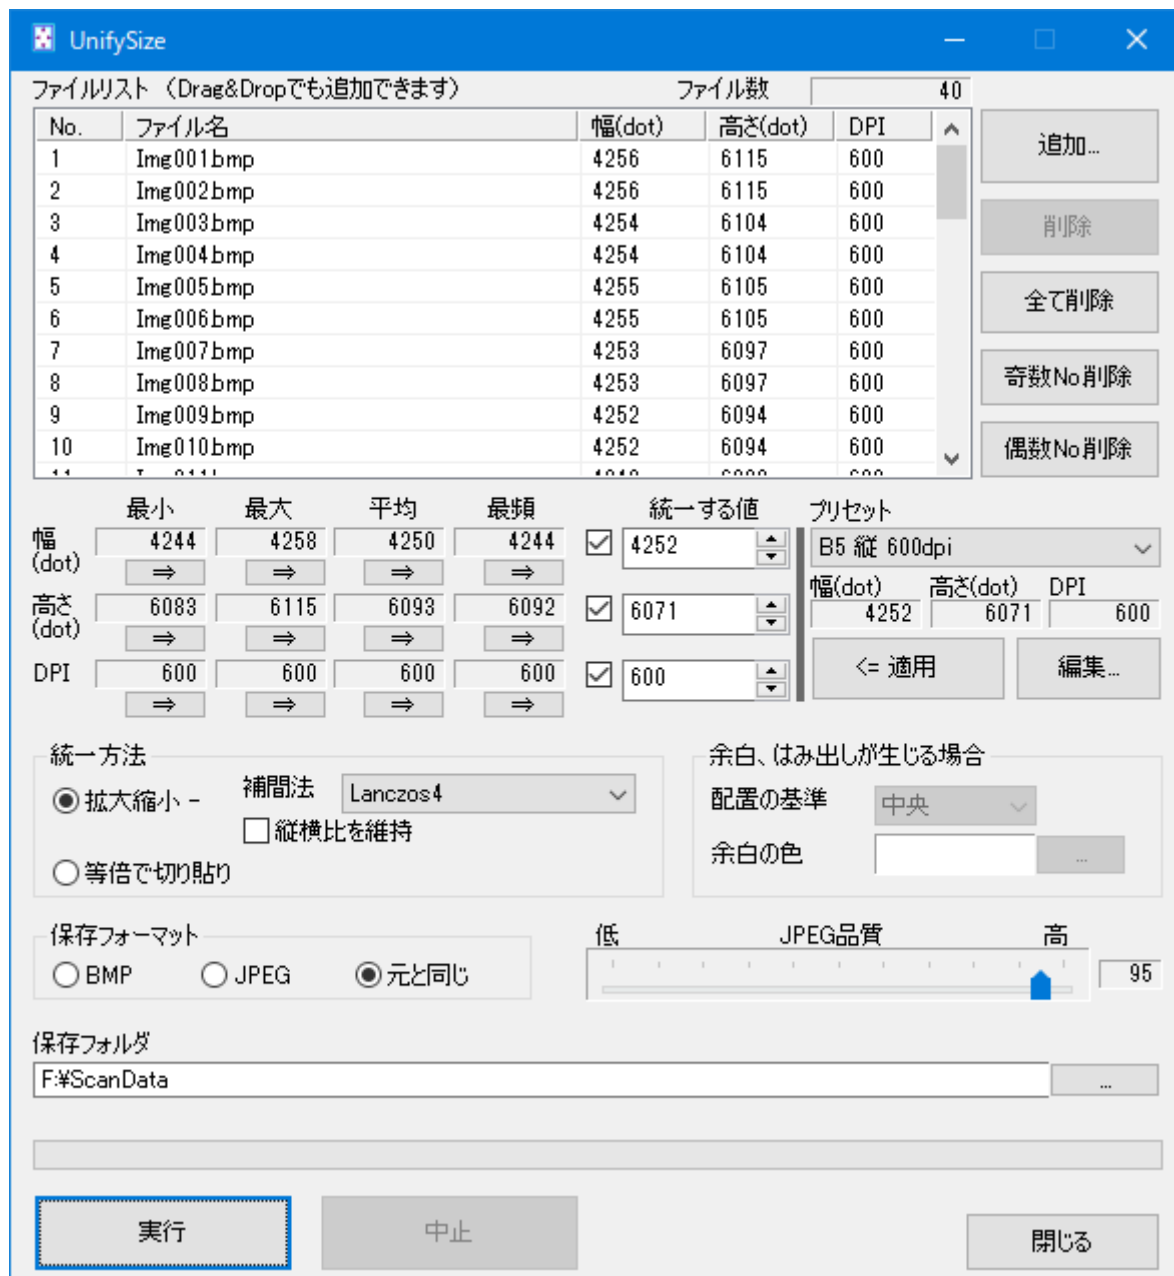 UnifySize
ファイルリスト （Drag&Dropでも追加できます） ファイル数 40
No. ファイル名 幅(dot) 高さ(dot) DPI
1 Img001.bmp 4256 6115 600
2 Img002.bmp 4256 6115 600
3 Img003.bmp 4254 6104 600
4 Img004.bmp 4254 6104 600
5 Img005.bmp 4255 6105 600
6 Img006.bmp 4255 6105 600
7 Img007.bmp 4253 6097 600
8 Img008.bmp 4253 6097 600
9 Img009.bmp 4252 6094 600
10 Img010.bmp 4252 6094 600
追加...
削除
全て削除
奇数No削除
偶数No削除
最小 最大 平均 最頻 統一する値
幅(dot) 4244 4258 4250 4244 4252
⇒ ⇒ ⇒ ⇒
高さ(dot) 6083 6115 6093 6092 6071
⇒ ⇒ ⇒ ⇒
DPI 600 600 600 600 600
⇒ ⇒ ⇒ ⇒
プリセット
B5 縦 600dpi
幅(dot) 高さ(dot) DPI
4252 6071 600
<= 適用 編集...
統一方法
拡大縮小 - 補間法 Lanczos4
縦横比を維持
等倍で切り貼り
余白、はみ出しが生じる場合
配置の基準 中央
余白の色 ...
保存フォーマット
BMP JPEG 元と同じ
低 JPEG品質 高
95
保存フォルダ
F:¥ScanData ...
実行 中止 閉じる